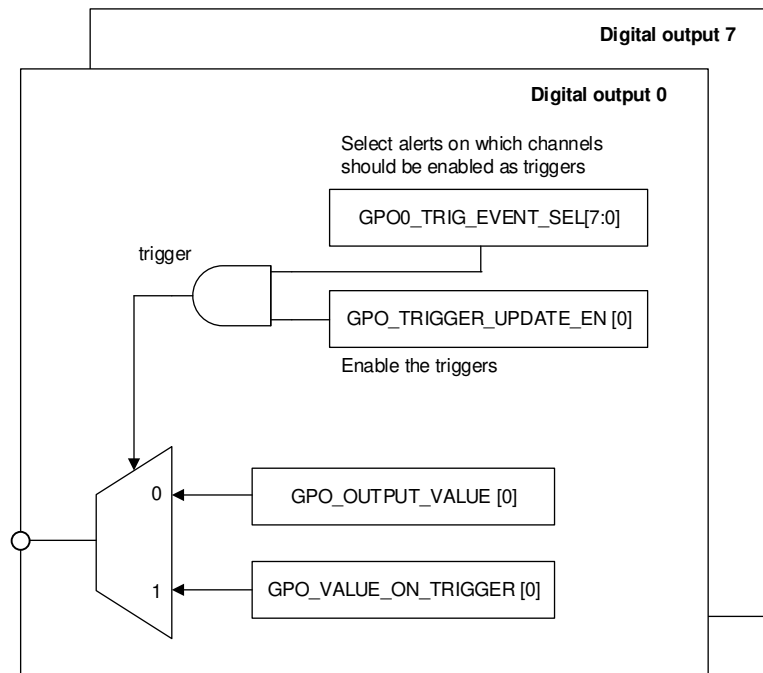 Digital output 7
Digital output 0
Select alerts on which channels
should be enabled as triggers
GPO0_TRIG_EVENT_SEL[7:0]
trigger
GPO_TRIGGER_UPDATE_EN [0]
Enable the triggers
0
GPO_OUTPUT_VALUE [0]
1
GPO_VALUE_ON_TRIGGER [0]